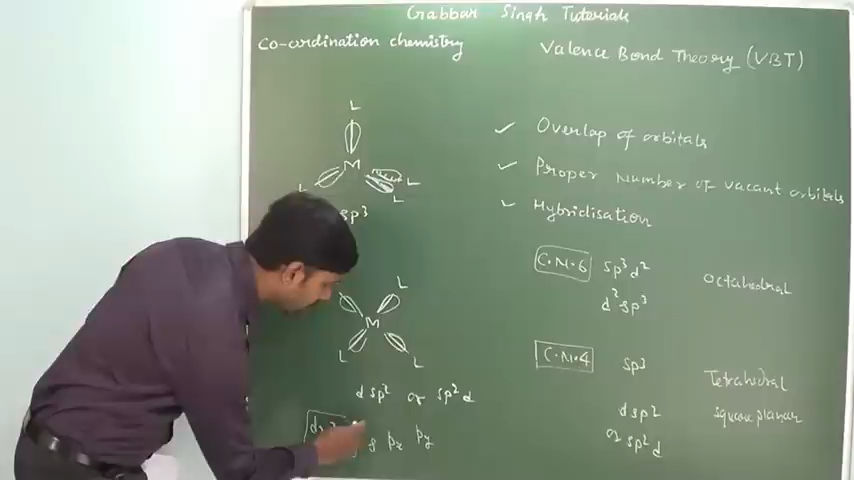 Gabbar Singh Tutorials
Co-ordination chemistry
Valence Bond Theory (VBT)
L
M
L
L
L
sp³
✓ Overlap of orbitals
✓ Proper Number of vacant orbitals
✓ Hybridisation
C.N.6 sp³d² octahedral
d²sp³
L
M
L
L
dsp² or sp²d
s px py
C.N.4 sp³ Tetrahedral
dsp² square planar
or sp²d